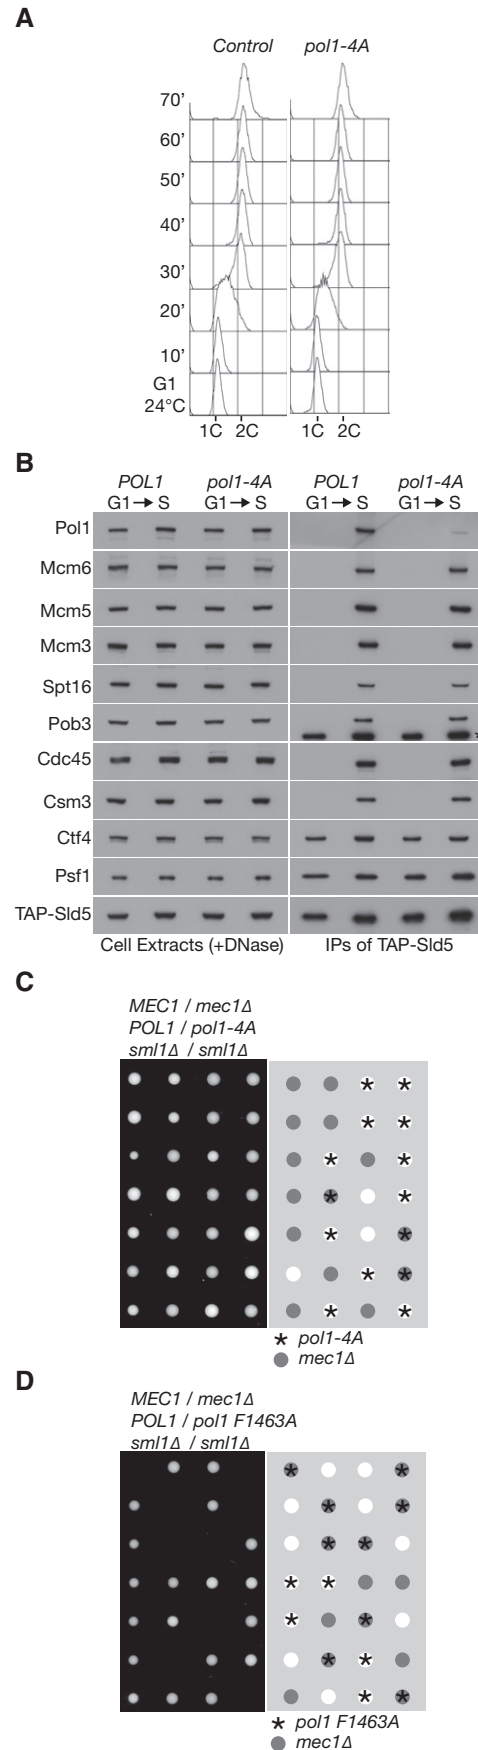 A
Control pol1-4A
70’
60’
50’
40’
30’
20’
10’
G1
24°C
1C 2C 1C 2C
B
POL1 pol1-4A POL1 pol1-4A
G1→S G1→S G1→S G1→S
Pol1
Mcm6
Mcm5
Mcm3
Spt16
Pob3
*
Cdc45
Csm3
Ctf4
Psf1
TAP-Sld5
Cell Extracts (+DNase) IPs of TAP-Sld5
C
MEC1 / mec1Δ
POL1 / pol1-4A
sml1Δ / sml1Δ
* pol1-4A
mec1Δ
D
MEC1 / mec1Δ
POL1 / pol1 F1463A
sml1Δ / sml1Δ
* pol1 F1463A
mec1Δ